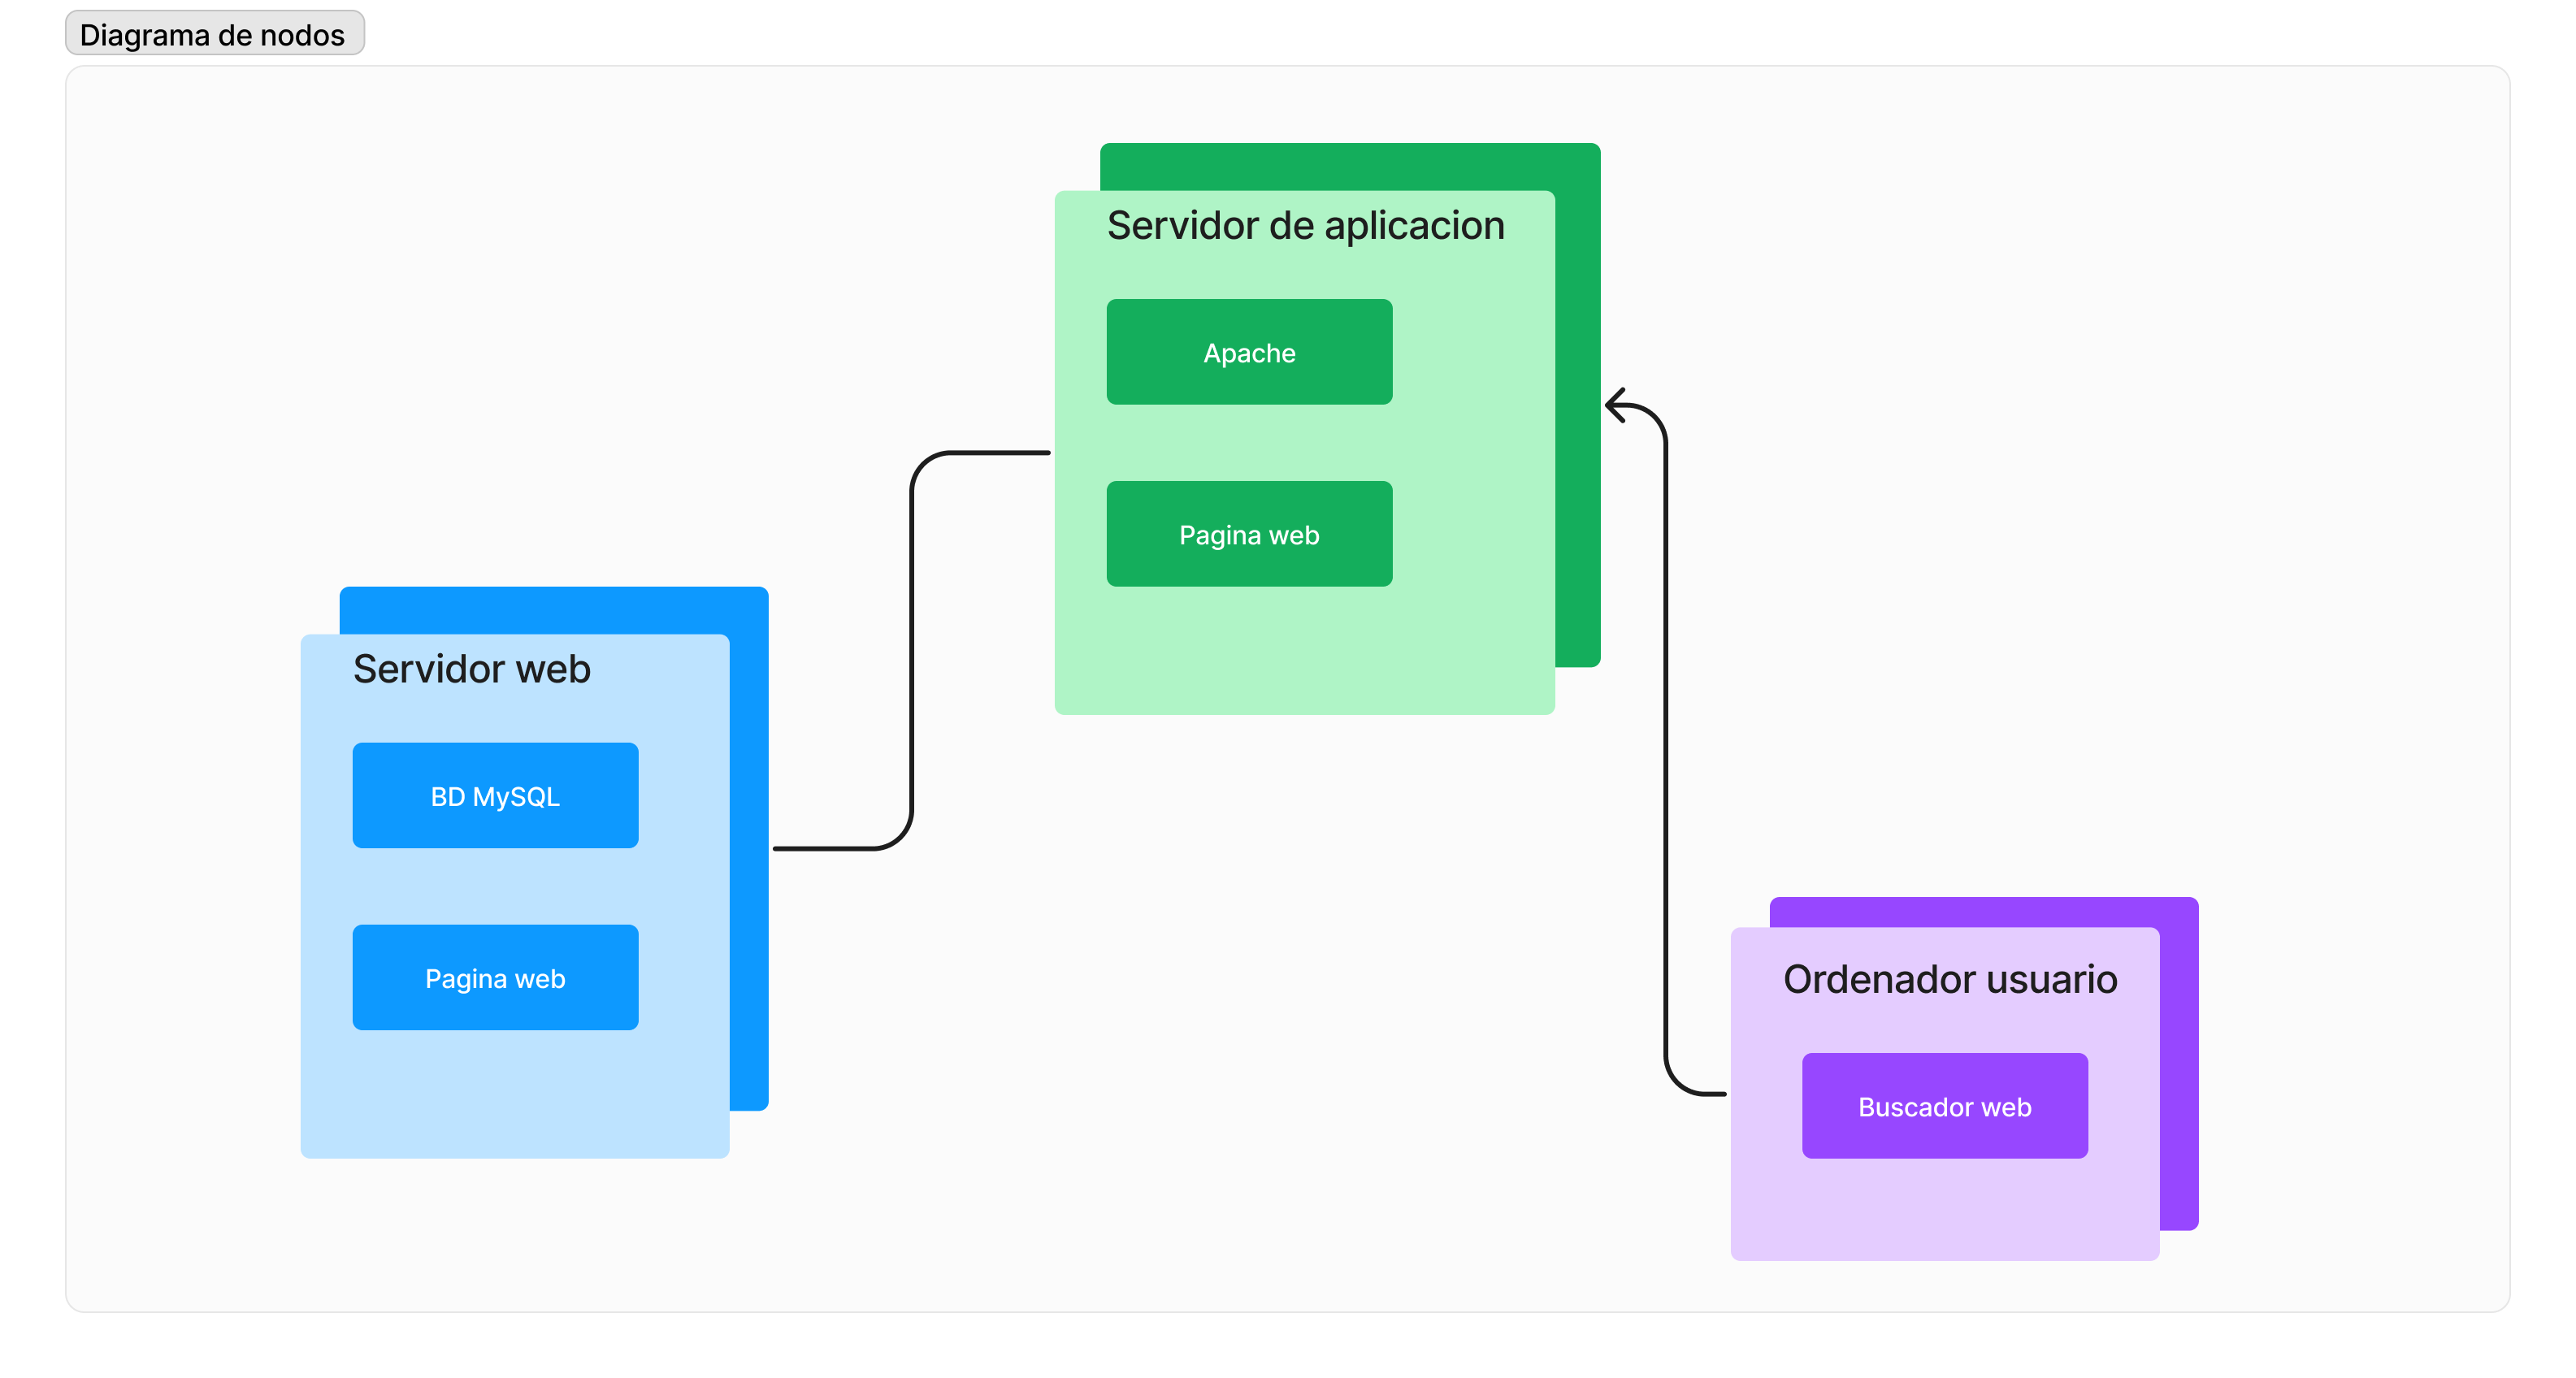 Diagrama de nodos
Servidor de aplicacion
Apache
Pagina web
Servidor web
BD MySQL
Pagina web
Ordenador usuario
Buscador web